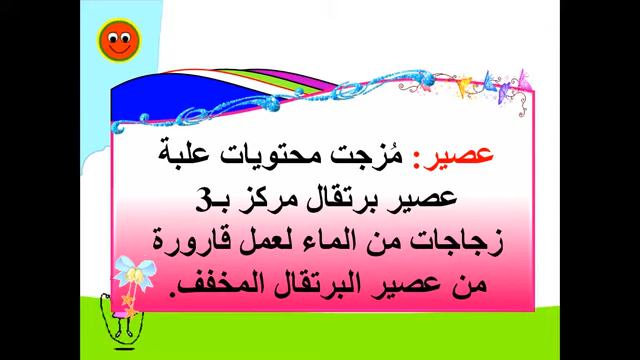 عصير: مُزجت محتويات علبة
عصير برتقال مركز بـ3
زجاجات من الماء لعمل قارورة
من عصير البرتقال المخفف.